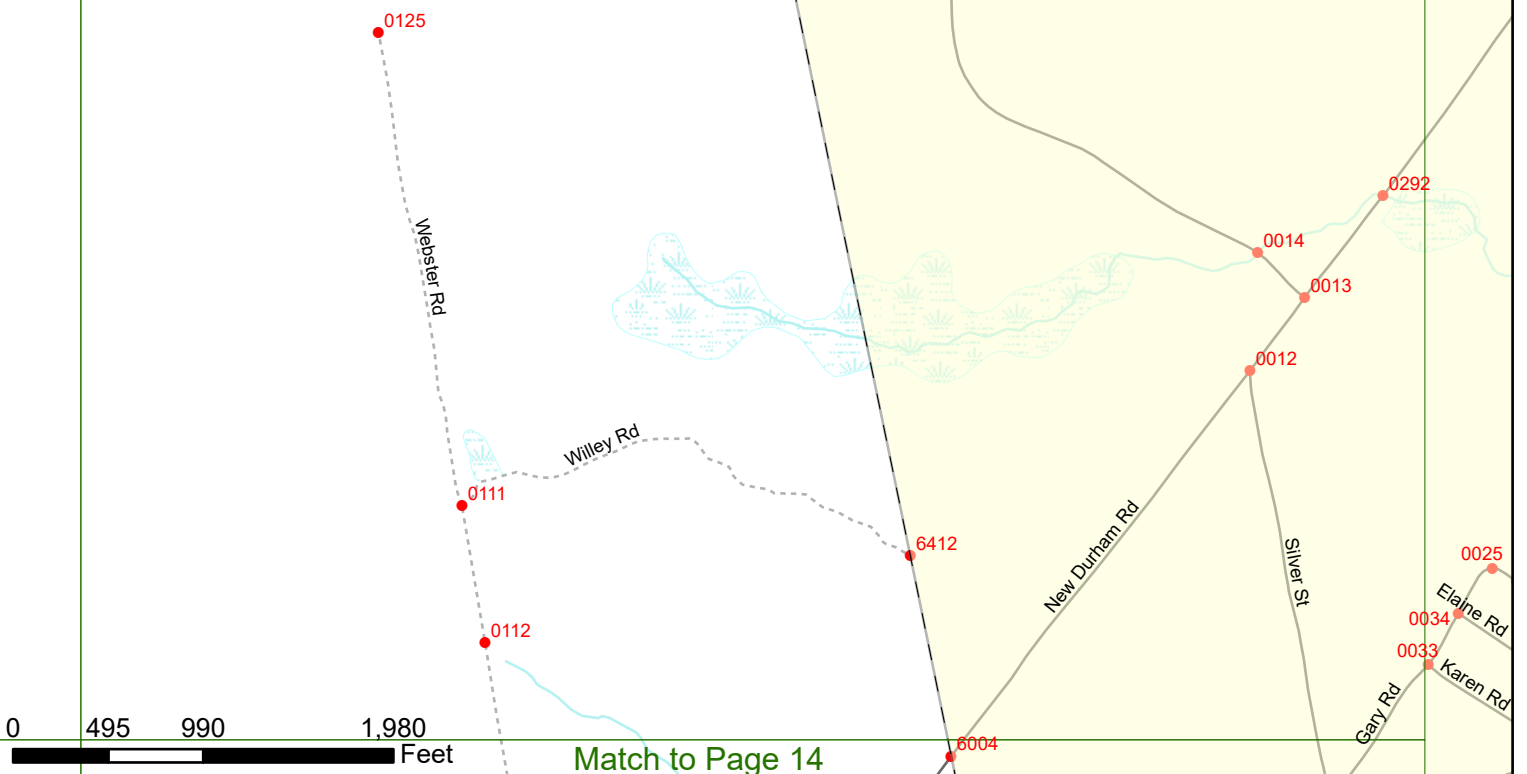 0125
0292
Webster Rd
0014
0013
0012
Willey Rd
0111
6412
New Durham Rd
Silver St
0025
Elaine Rd
0034
0112
0033
Karen Rd
Gary Rd
0 495 990 1,980
Feet
Match to Page 14
6004